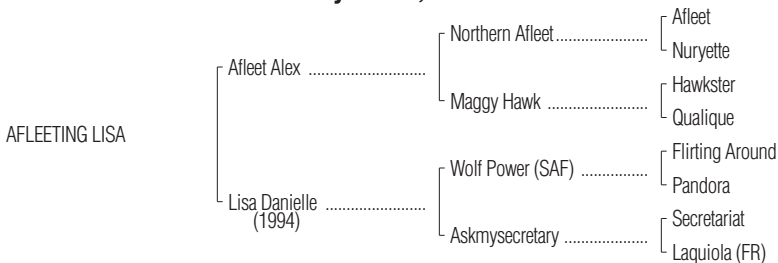 Afleet
Northern Afleet
Nuryette
Afleet Alex
Hawkster
Maggy Hawk
Qualique
AFLEETING LISA
Flirting Around
Wolf Power (SAF)
Pandora
Lisa Danielle
(1994)
Secretariat
Askmysecretary
Laquiola (FR)